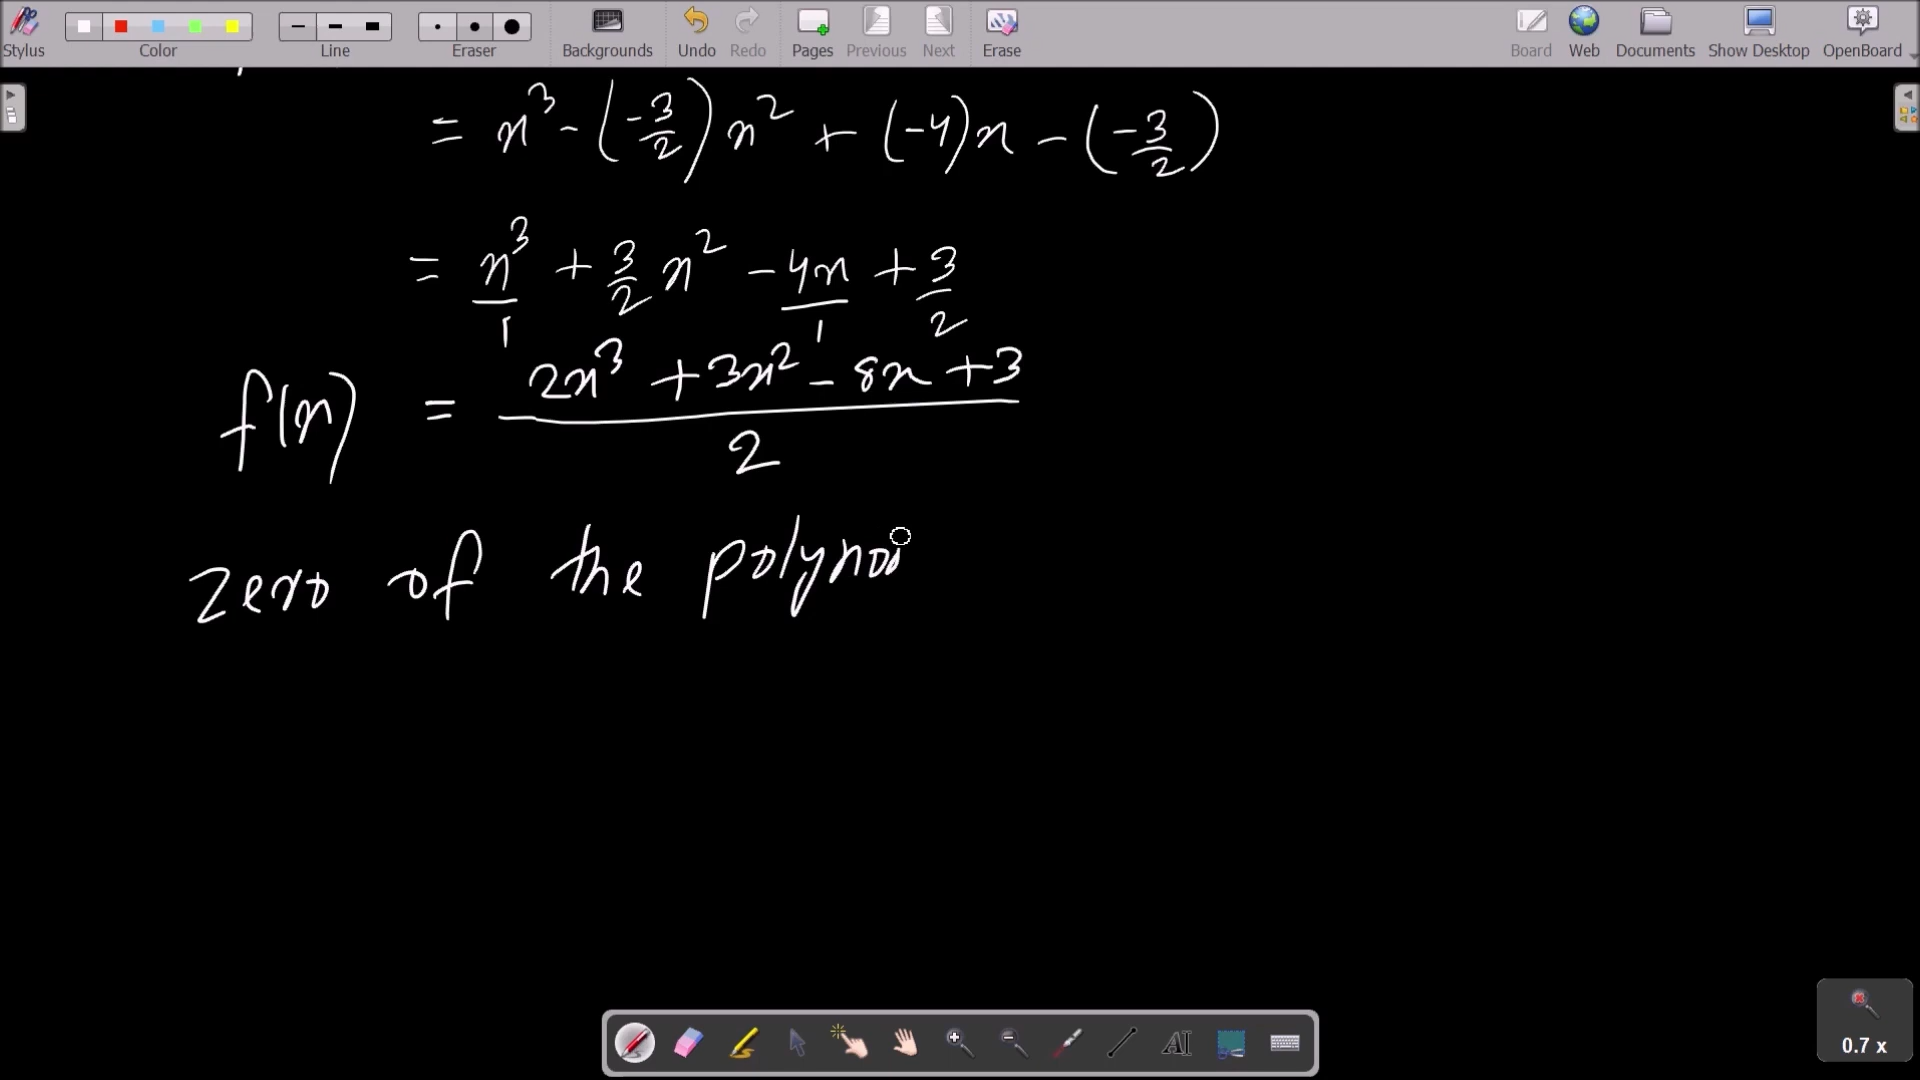 Stylus Color Line Eraser Backgrounds Undo Redo Pages Previous Next Erase Board Web Documents Show Desktop OpenBoard
= x³ - (-3/2) x² + (-4)x - (-3/2)
= x³/1 + 3/2 x² - 4x/1 + 3/2
f(x) = (2x³ + 3x² - 8x + 3)/2
zero of the polynoi
AI
0.7 x